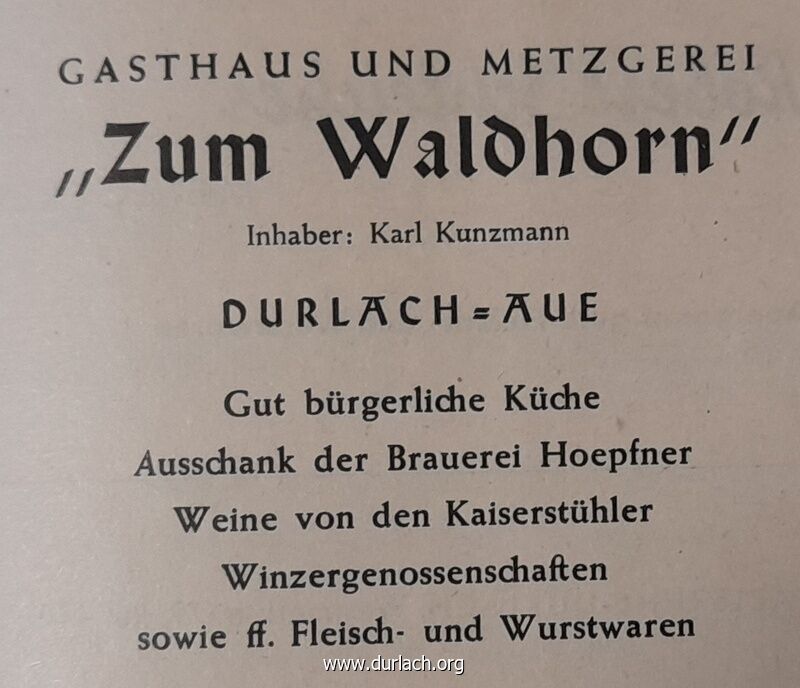 GASTHAUS UND METZGEREI
„Zum Waldhorn“
Inhaber: Karl Kunzmann
DURLACH=AUE
Gut bürgerliche Küche
Ausschank der Brauerei Hoepfner
Weine von den Kaiserstühler
Winzergenossenschaften
sowie ff. Fleisch- und Wurstwaren
www.durlach.org